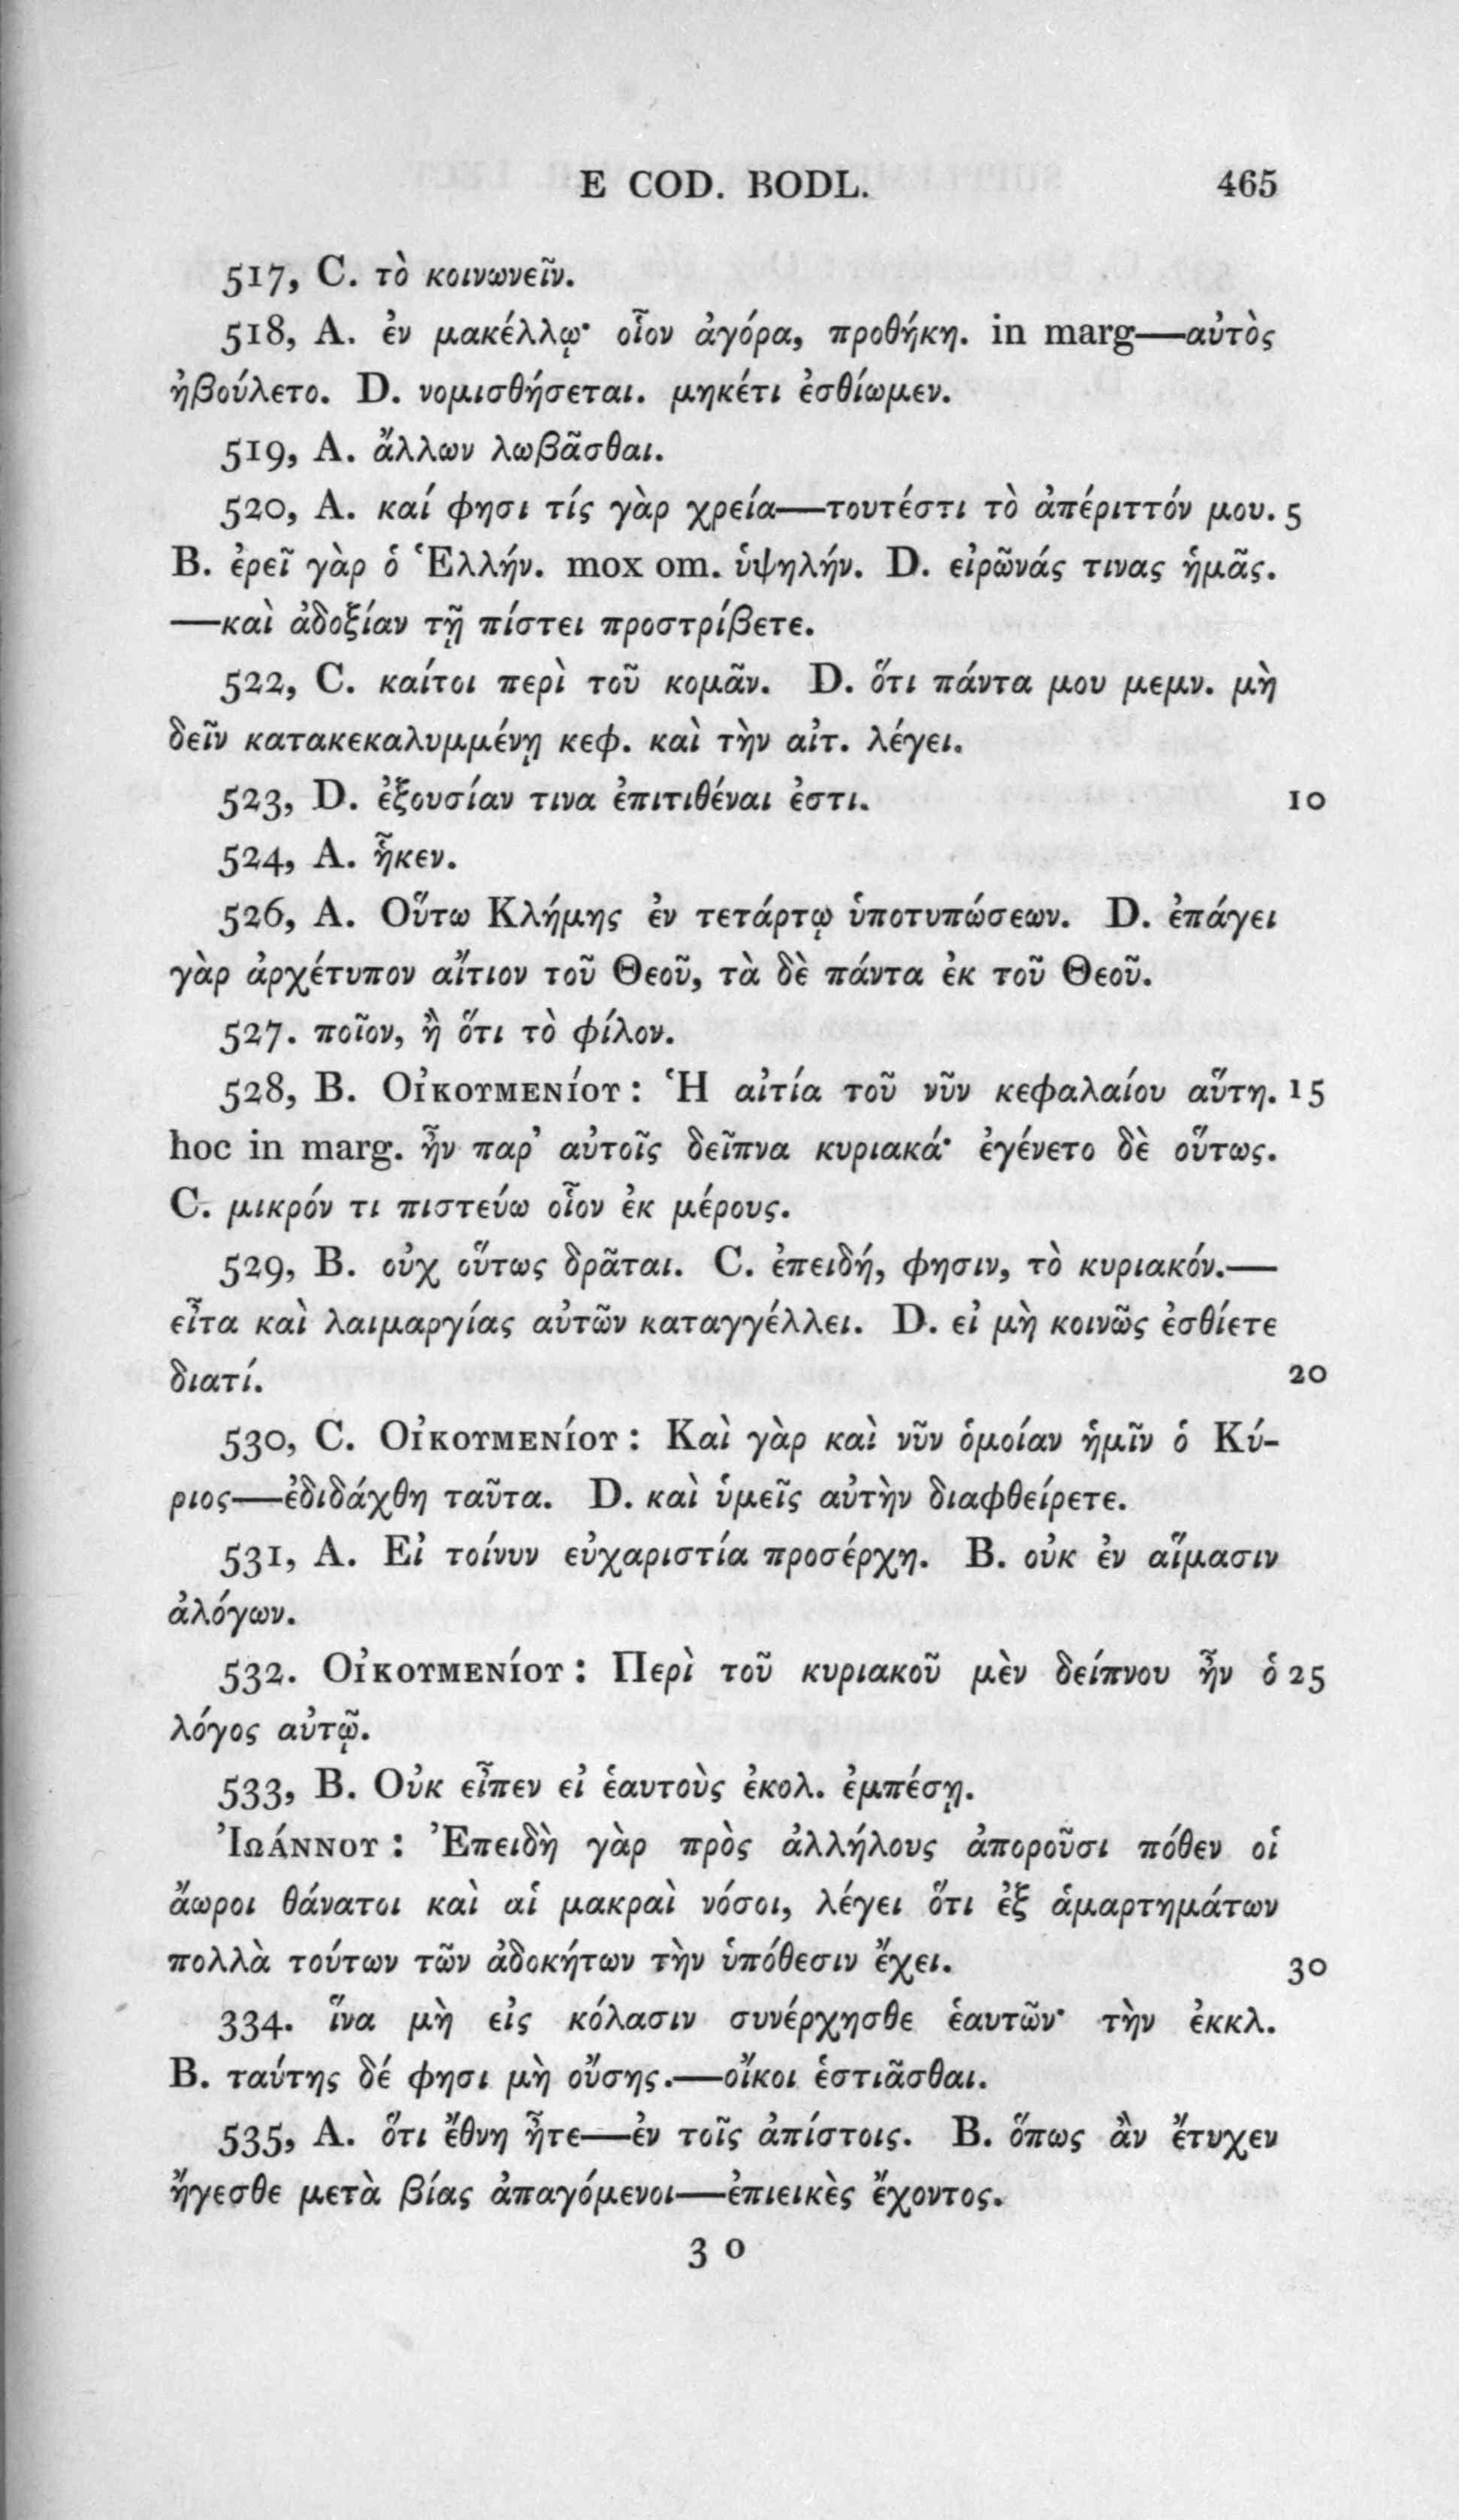 E COD. BODL. 465
517, C. τὸ κοινωνεῖν.
518, A. ἐν μακέλλῳ· οἷον ἀγόρα, προθήκη. in marg—αὐτὸς
ἠβούλετο. D. νομισθήσεται. μηκέτι ἐσθίωμεν.
519, A. ἄλλων λωβᾶσθαι.
520, A. καί φησι τίς γὰρ χρεία—τουτέστι τὸ ἀπέριττόν μου. 5
B. ἐρεῖ γὰρ ὁ Ἑλλήν. mox om. ὑψηλήν. D. εἰρῶνάς τινας ἡμᾶς.
—καὶ ἀδοξίαν τῇ πίστει προστρίβετε.
522, C. καίτοι περὶ τοῦ κομᾶν. D. ὅτι πάντα μου μεμν. μὴ
δεῖν κατακεκαλυμμένῃ κεφ. καὶ τὴν αἰτ. λέγει.
523, D. ἐξουσίαν τινα ἐπιτιθέναι ἐστι. 10
524, A. ἧκεν.
526, A. Οὕτω Κλήμης ἐν τετάρτῳ ὑποτυπώσεων. D. ἐπάγει
γὰρ ἀρχέτυπον αἴτιον τοῦ Θεοῦ, τὰ δὲ πάντα ἐκ τοῦ Θεοῦ.
527. ποῖον, ἢ ὅτι τὸ φίλον.
528, B. Οἰκουμενίου: Ἡ αἰτία τοῦ νῦν κεφαλαίου αὕτη. 15
hoc in marg. ἦν παρ’ αὐτοῖς δεῖπνα κυριακά· ἐγένετο δὲ οὕτως.
C. μικρόν τι πιστεύω οἷον ἐκ μέρους.
529, B. οὐχ οὕτως δρᾶται. C. ἐπειδή, φησιν, τὸ κυριακόν.—
εἶτα καὶ λαιμαργίας αὐτῶν καταγγέλλει. D. εἰ μὴ κοινῶς ἐσθίετε
διατί. 20
530, C. Οἰκουμενίου: Καὶ γὰρ καὶ νῦν ὁμοίαν ἡμῖν ὁ Κύ-
ριος—ἐδιδάχθη ταῦτα. D. καὶ ὑμεῖς αὐτὴν διαφθείρετε.
531, A. Εἰ τοίνυν εὐχαριστία προσέρχη. B. οὐκ ἐν αἵμασιν
ἀλόγων.
532. Οἰκουμενίου: Περὶ τοῦ κυριακοῦ μὲν δείπνου ἦν ὁ 25
λόγος αὐτῷ.
533, B. Οὐκ εἶπεν εἰ ἑαυτοὺς ἐκολ. ἐμπέσῃ.
Ἰωάννου: Ἐπειδὴ γὰρ πρὸς ἀλλήλους ἀποροῦσι πόθεν οἱ
ἄωροι θάνατοι καὶ αἱ μακραὶ νόσοι, λέγει ὅτι ἐξ ἁμαρτημάτων
πολλὰ τούτων τῶν ἀδοκήτων τὴν ὑπόθεσιν ἔχει. 30
334. ἵνα μὴ εἰς κόλασιν συνέρχησθε ἑαυτῶν· τὴν ἐκκλ.
B. ταύτης δέ φησι μὴ οὔσης.—οἴκοι ἑστιᾶσθαι.
535, A. ὅτι ἔθνη ἦτε—ἐν τοῖς ἀπίστοις. B. ὅπως ἂν ἔτυχεν
ἤγεσθε μετὰ βίας ἀπαγόμενοι—ἐπιεικὲς ἔχοντος.
3 O